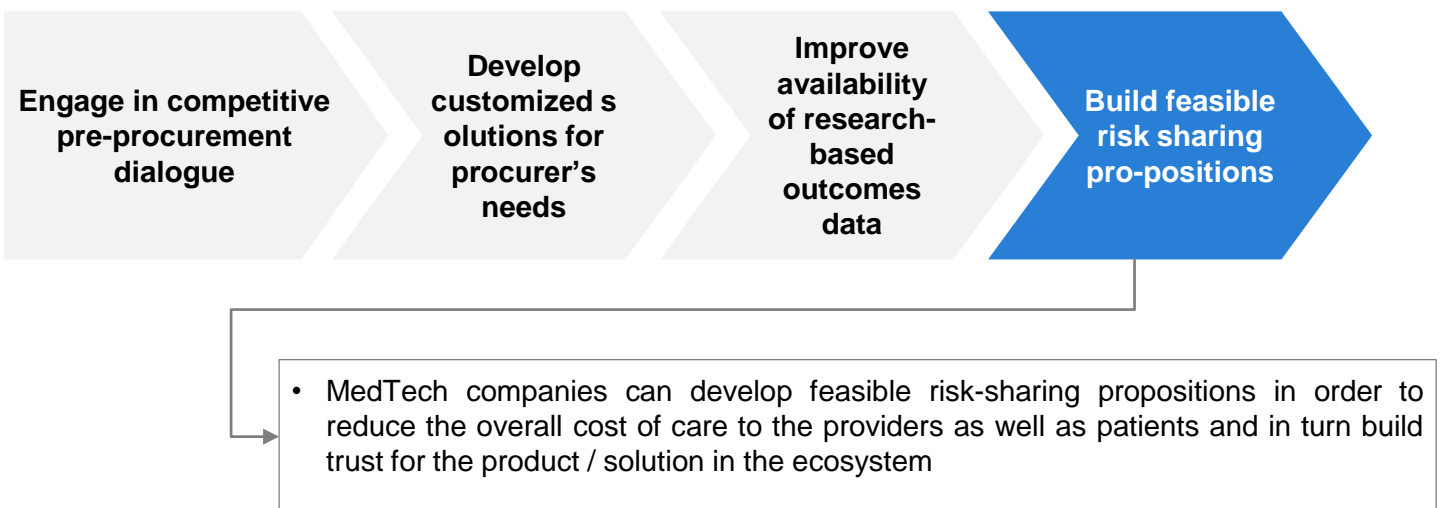 Engage in competitive
pre-procurement
dialogue
Develop
customized s
olutions for
procurer’s
needs
Improve
availability
of research-
based
outcomes
data
Build feasible
risk sharing
pro-positions
• MedTech companies can develop feasible risk-sharing propositions in order to
reduce the overall cost of care to the providers as well as patients and in turn build
trust for the product / solution in the ecosystem